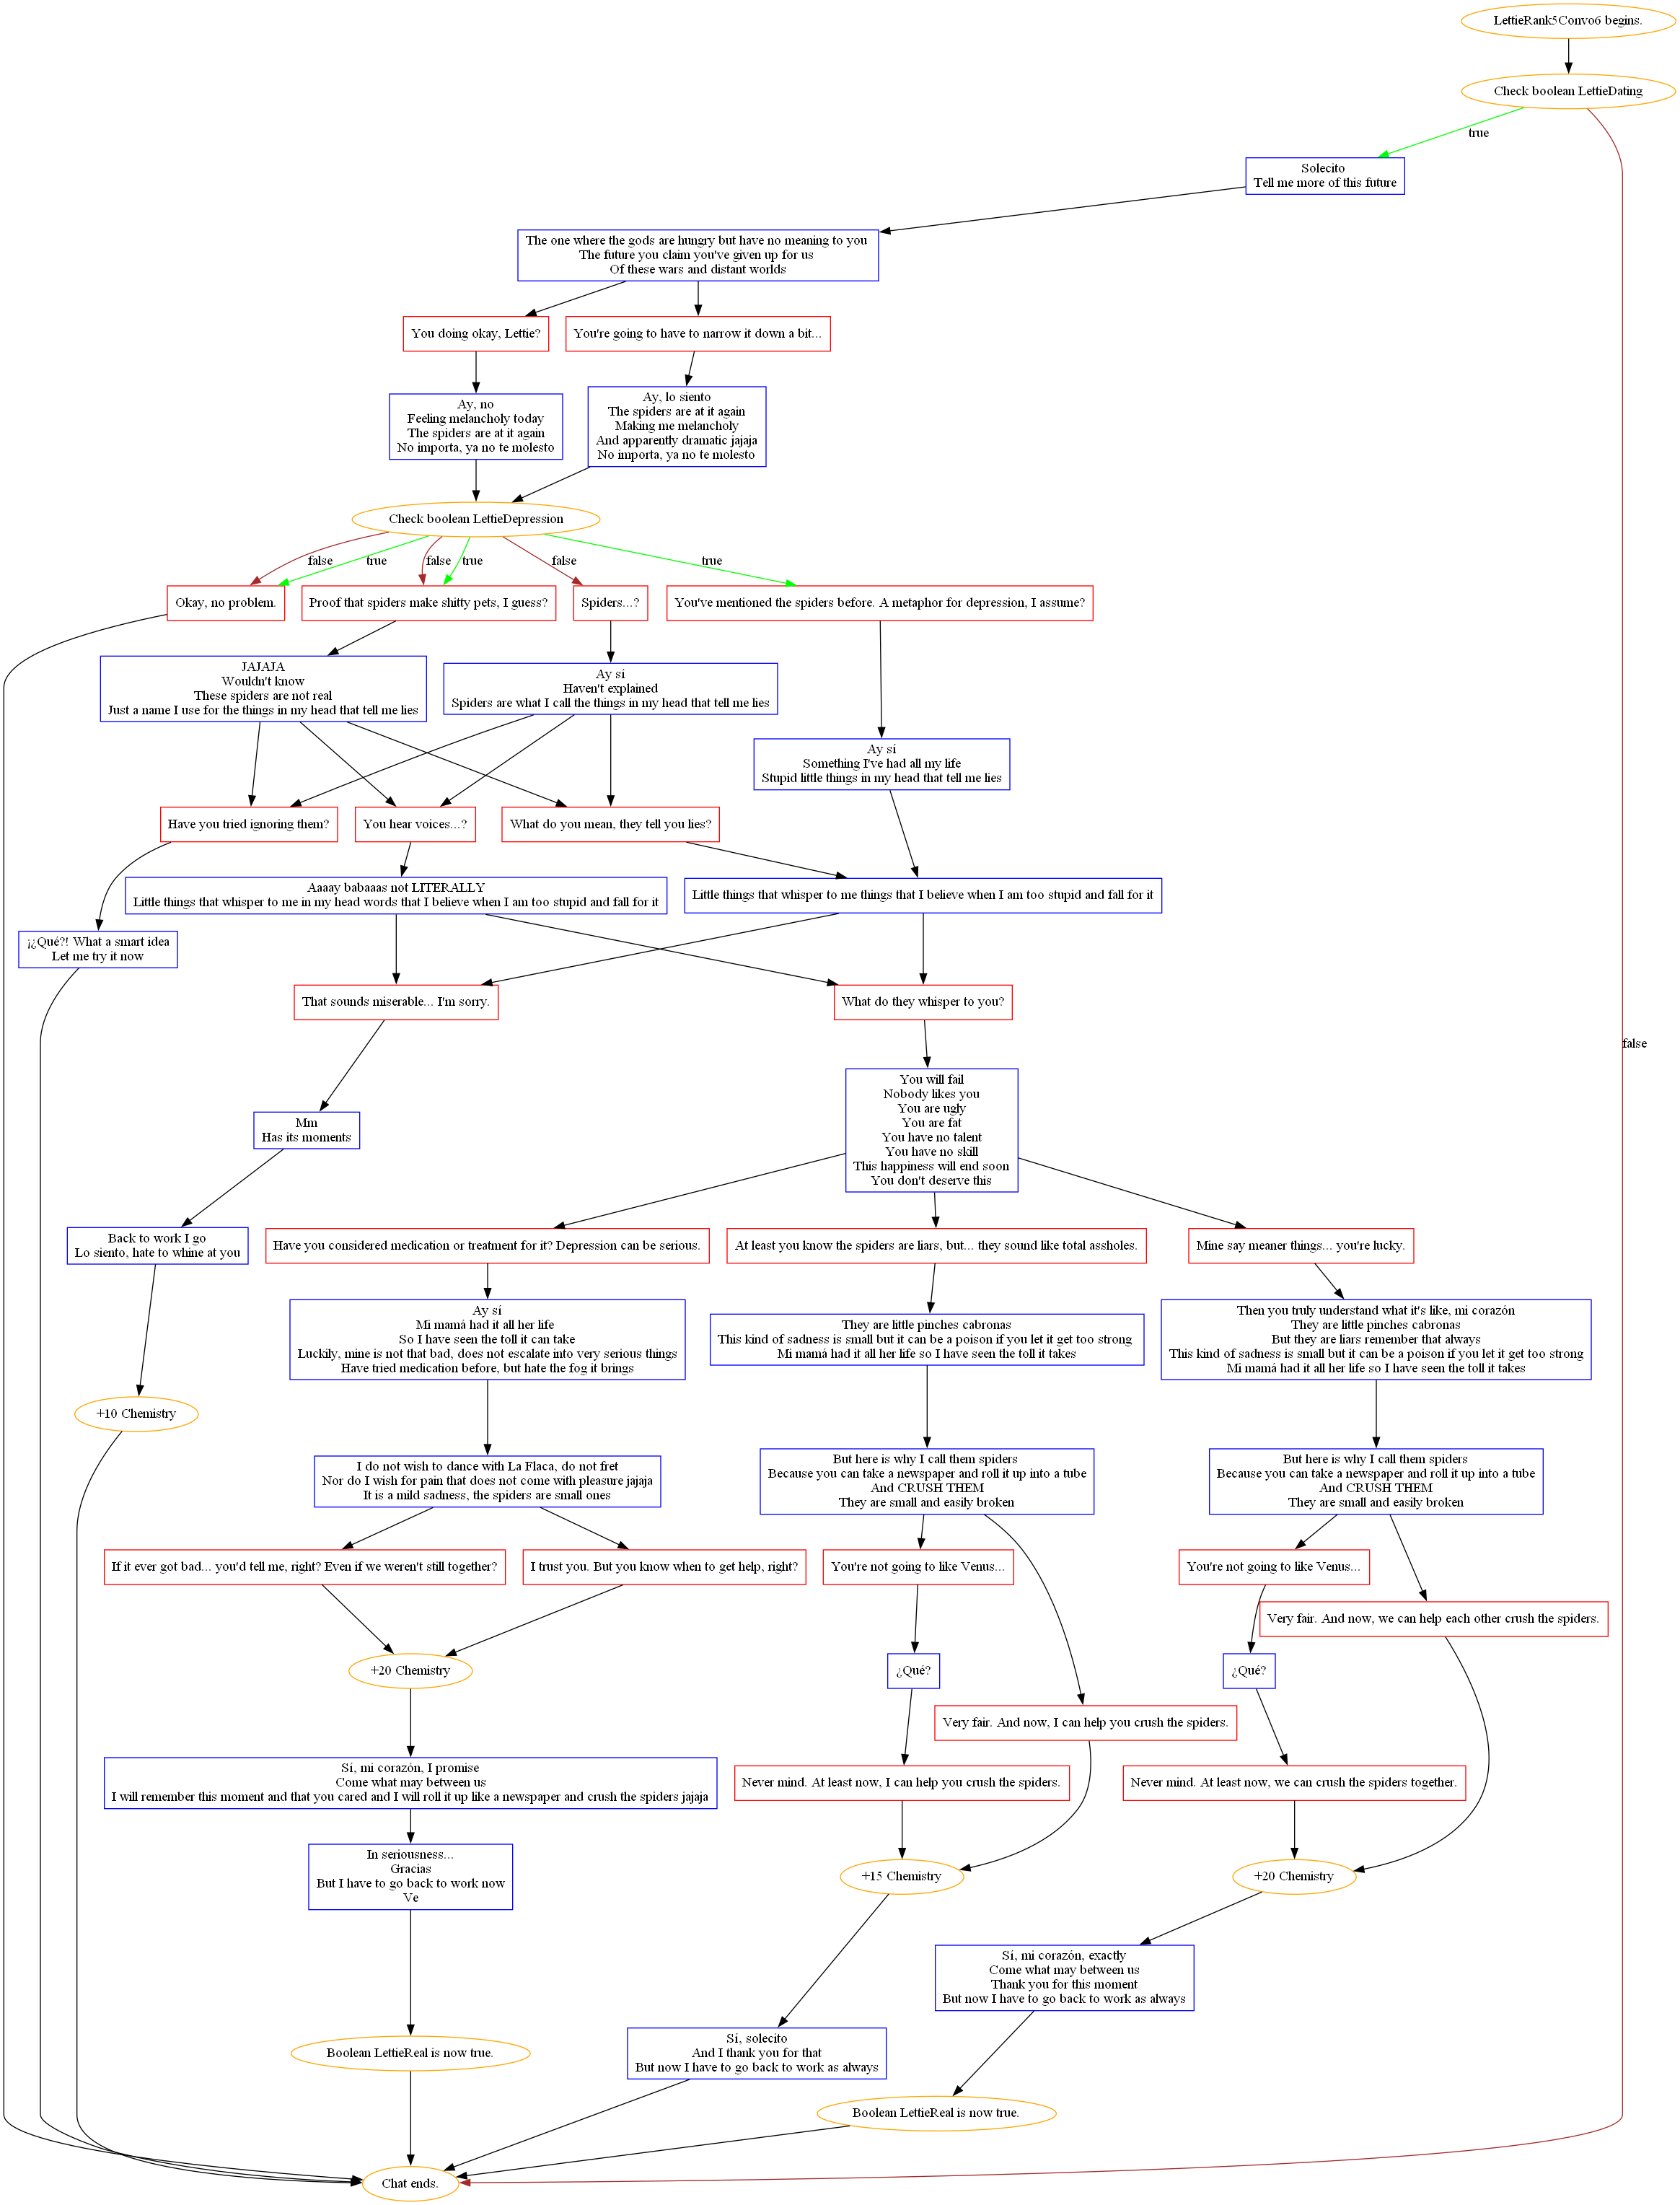 LettieRank5Convo6 begins.
Check boolean LettieDating
true
Solecito
Tell me more of this future
The one where the gods are hungry but have no meaning to you
The future you claim you've given up for us
Of these wars and distant worlds
You doing okay, Lettie?
You're going to have to narrow it down a bit...
Ay, no
Feeling melancholy today
The spiders are at it again
No importa, ya no te molesto
Ay, lo siento
The spiders are at it again
Making me melancholy
And apparently dramatic jajaja
No importa, ya no te molesto
Check boolean LettieDepression
false
true
false
true
false
true
Okay, no problem.
Proof that spiders make shitty pets, I guess?
Spiders...?
You've mentioned the spiders before. A metaphor for depression, I assume?
JAJAJA
Wouldn't know
These spiders are not real
Just a name I use for the things in my head that tell me lies
Ay sí
Haven't explained
Spiders are what I call the things in my head that tell me lies
Ay sí
Something I've had all my life
Stupid little things in my head that tell me lies
Have you tried ignoring them?
You hear voices...?
What do you mean, they tell you lies?
Aaaay babaaas not LITERALLY
Little things that whisper to me in my head words that I believe when I am too stupid and fall for it
Little things that whisper to me things that I believe when I am too stupid and fall for it
¡¿Qué?! What a smart idea
Let me try it now
That sounds miserable... I'm sorry.
What do they whisper to you?
false
Mm
Has its moments
You will fail
Nobody likes you
You are ugly
You are fat
You have no talent
You have no skill
This happiness will end soon
You don't deserve this
Back to work I go
Lo siento, hate to whine at you
Have you considered medication or treatment for it? Depression can be serious.
At least you know the spiders are liars, but... they sound like total assholes.
Mine say meaner things... you're lucky.
Ay sí
Mi mamá had it all her life
So I have seen the toll it can take
Luckily, mine is not that bad, does not escalate into very serious things
Have tried medication before, but hate the fog it brings
They are little pinches cabronas
This kind of sadness is small but it can be a poison if you let it get too strong
Mi mamá had it all her life so I have seen the toll it takes
Then you truly understand what it's like, mi corazón
They are little pinches cabronas
But they are liars remember that always
This kind of sadness is small but it can be a poison if you let it get too strong
Mi mamá had it all her life so I have seen the toll it takes
+10 Chemistry
I do not wish to dance with La Flaca, do not fret
Nor do I wish for pain that does not come with pleasure jajaja
It is a mild sadness, the spiders are small ones
But here is why I call them spiders
Because you can take a newspaper and roll it up into a tube
And CRUSH THEM
They are small and easily broken
But here is why I call them spiders
Because you can take a newspaper and roll it up into a tube
And CRUSH THEM
They are small and easily broken
If it ever got bad... you'd tell me, right? Even if we weren't still together?
I trust you. But you know when to get help, right?
You're not going to like Venus...
You're not going to like Venus...
Very fair. And now, we can help each other crush the spiders.
+20 Chemistry
¿Qué?
¿Qué?
Very fair. And now, I can help you crush the spiders.
Sí, mi corazón, I promise
Come what may between us
I will remember this moment and that you cared and I will roll it up like a newspaper and crush the spiders jajaja
Never mind. At least now, I can help you crush the spiders.
Never mind. At least now, we can crush the spiders together.
In seriousness...
Gracias
But I have to go back to work now
Ve
+15 Chemistry
+20 Chemistry
Sí, mi corazón, exactly
Come what may between us
Thank you for this moment
But now I have to go back to work as always
Boolean LettieReal is now true.
Sí, solecito
And I thank you for that
But now I have to go back to work as always
Boolean LettieReal is now true.
Chat ends.